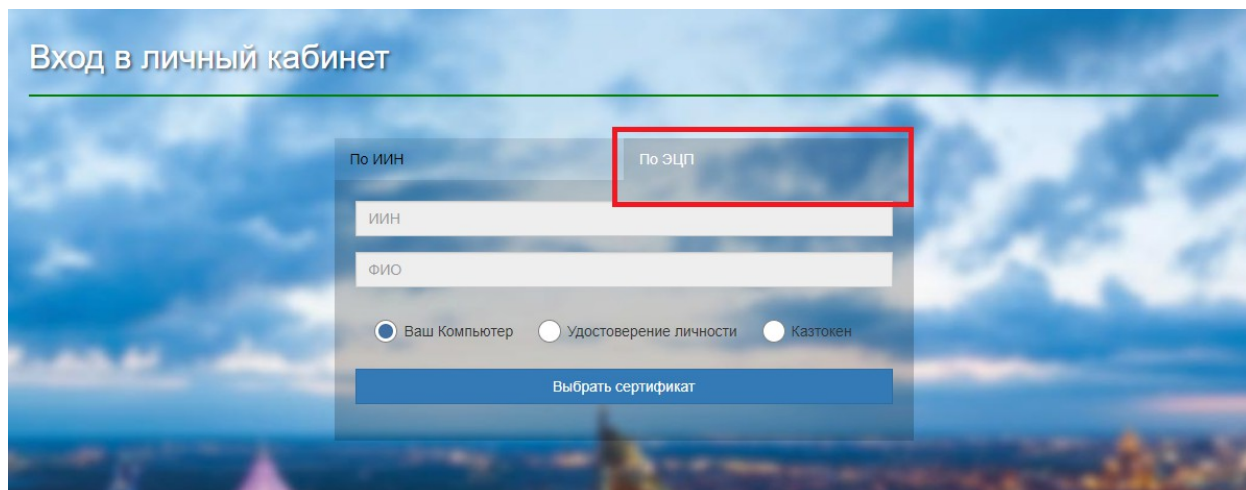 Вход в личный кабинет
По ИИН По ЭЦП
ИИН
ФИО
Ваш Компьютер Удостоверение личности Казтокен
Выбрать сертификат